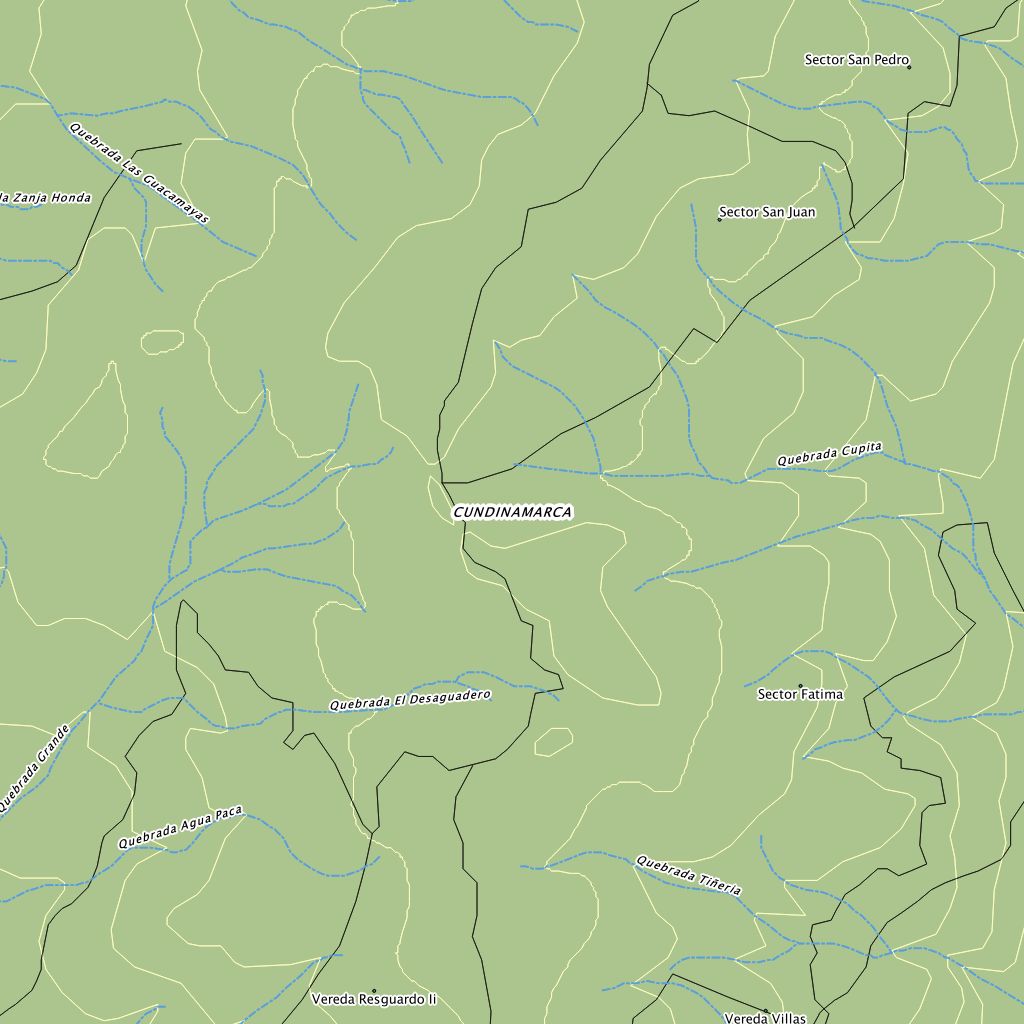 Sector San Pedro
Quebrada Las Guacamayas
la Zanja Honda
Sector San Juan
Quebrada Cupita
CUNDINAMARCA
Sector Fatima
Quebrada El Desaguadero
Quebrada Grande
Quebrada Agua Paca
Quebrada Tiñeria
Vereda Resguardo Ii
Vereda Villas